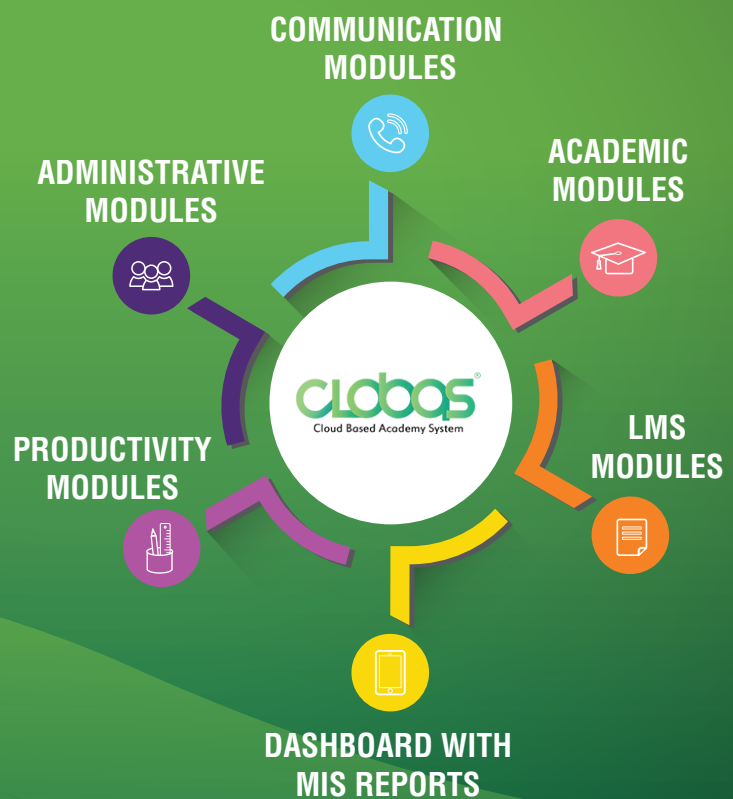 COMMUNICATION
MODULES
ACADEMIC
MODULES
ADMINISTRATIVE
MODULES
CLOBAS®
Cloud Based Academy System
LMS
MODULES
PRODUCTIVITY
MODULES
DASHBOARD WITH
MIS REPORTS